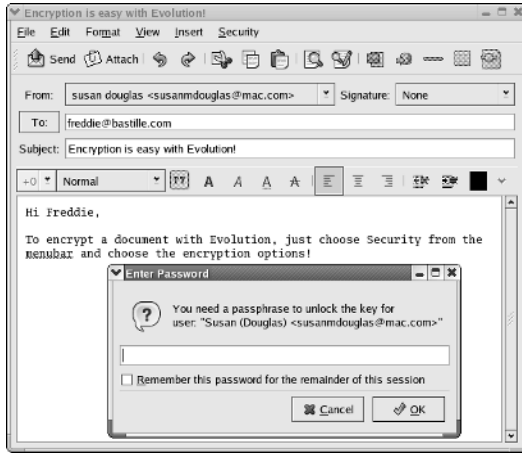 Encryption is easy with Evolution!
File Edit Format View Insert Security
Send Attach
From: susan douglas <susanmdouglas@mac.com> Signature: None
To: freddie@bastille.com
Subject: Encryption is easy with Evolution!
+0 Normal TT A A A A
Hi Freddie,
To encrypt a document with Evolution, just choose Security from the
menubar and choose the encryption options!
Enter Password
You need a passphrase to unlock the key for
user: "Susan (Douglas) <susanmdouglas@mac.com>"
Remember this password for the remainder of this session
Cancel OK